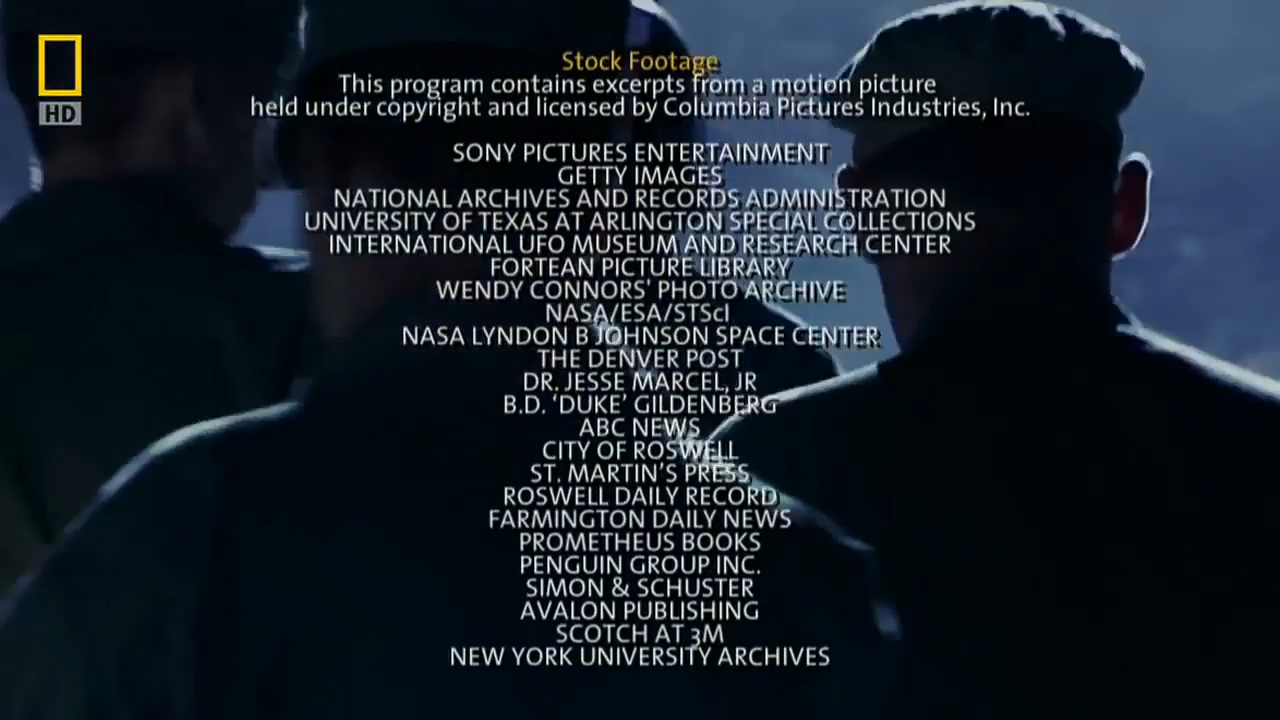 HD
Stock Footage
This program contains excerpts from a motion picture
held under copyright and licensed by Columbia Pictures Industries, Inc.
SONY PICTURES ENTERTAINMENT
GETTY IMAGES
NATIONAL ARCHIVES AND RECORDS ADMINISTRATION
UNIVERSITY OF TEXAS AT ARLINGTON SPECIAL COLLECTIONS
INTERNATIONAL UFO MUSEUM AND RESEARCH CENTER
FORTEAN PICTURE LIBRARY
WENDY CONNORS' PHOTO ARCHIVE
NASA/ESA/STScI
NASA LYNDON B JOHNSON SPACE CENTER
THE DENVER POST
DR. JESSE MARCEL, JR
B.D. ‘DUKE’ GILDENBERG
ABC NEWS
CITY OF ROSWELL
ST. MARTIN’S PRESS
ROSWELL DAILY RECORD
FARMINGTON DAILY NEWS
PROMETHEUS BOOKS
PENGUIN GROUP INC.
SIMON & SCHUSTER
AVALON PUBLISHING
SCOTCH AT 3M
NEW YORK UNIVERSITY ARCHIVES